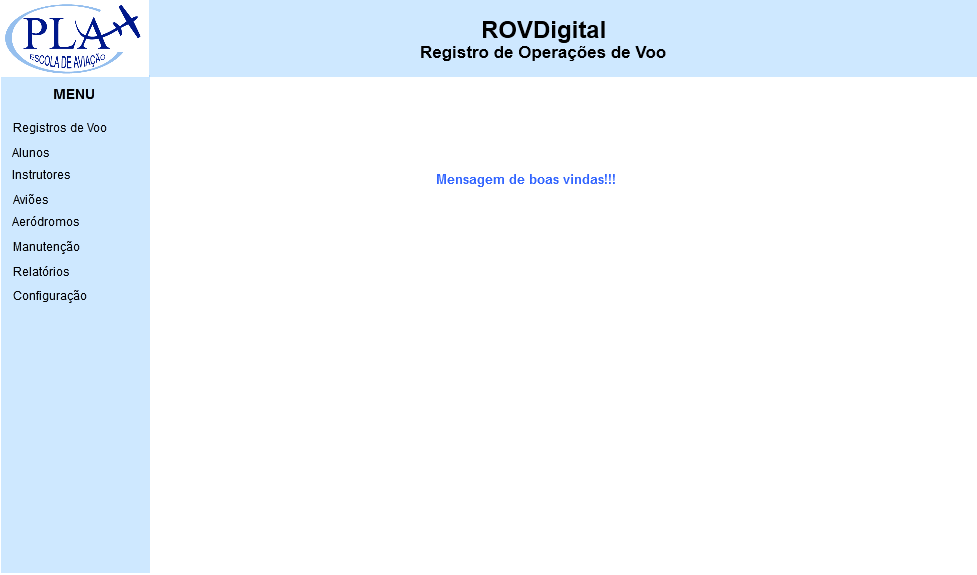 PLA
ESCOLA DE AVIAÇÃO
ROVDigital
Registro de Operações de Voo
MENU
Registros de Voo
Alunos
Instrutores
Aviões
Aeródromos
Manutenção
Relatórios
Configuração
Mensagem de boas vindas!!!